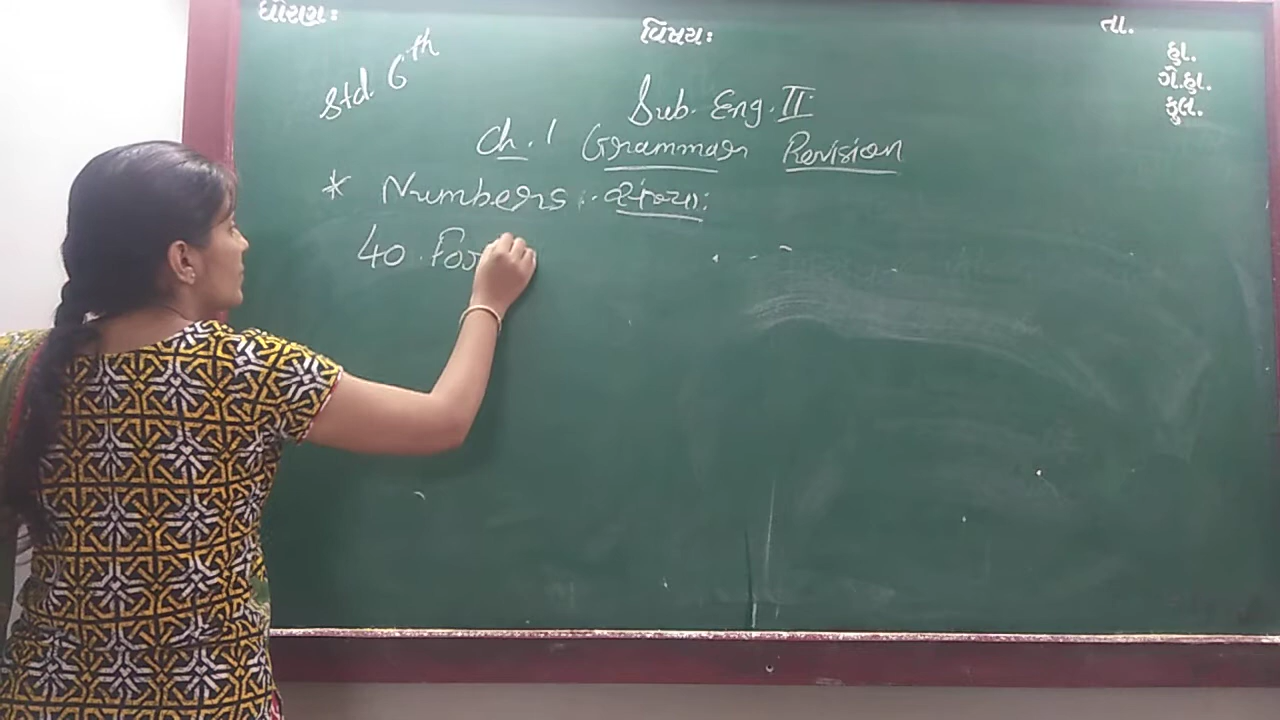 ધોરણ: વિષય: તા.
હા.
ગે.હા.
કુલ.
Std. 6th
Sub. Eng. II
Ch. 1 Grammar Revision
* Numbers :- સંખ્યા:
40. For